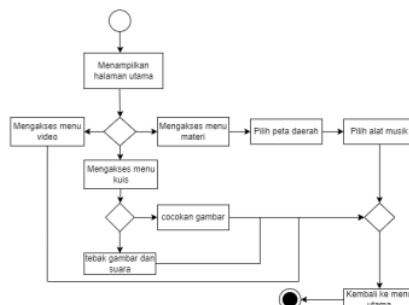 Menampilkan
halaman utama
Mengakses menu
video
Mengakses menu
materi
Pilih peta daerah
Pilih alat musik
Mengakses menu
kuis
cocokan gambar
tebak gambar dan
suara
Kembali ke menu
utama